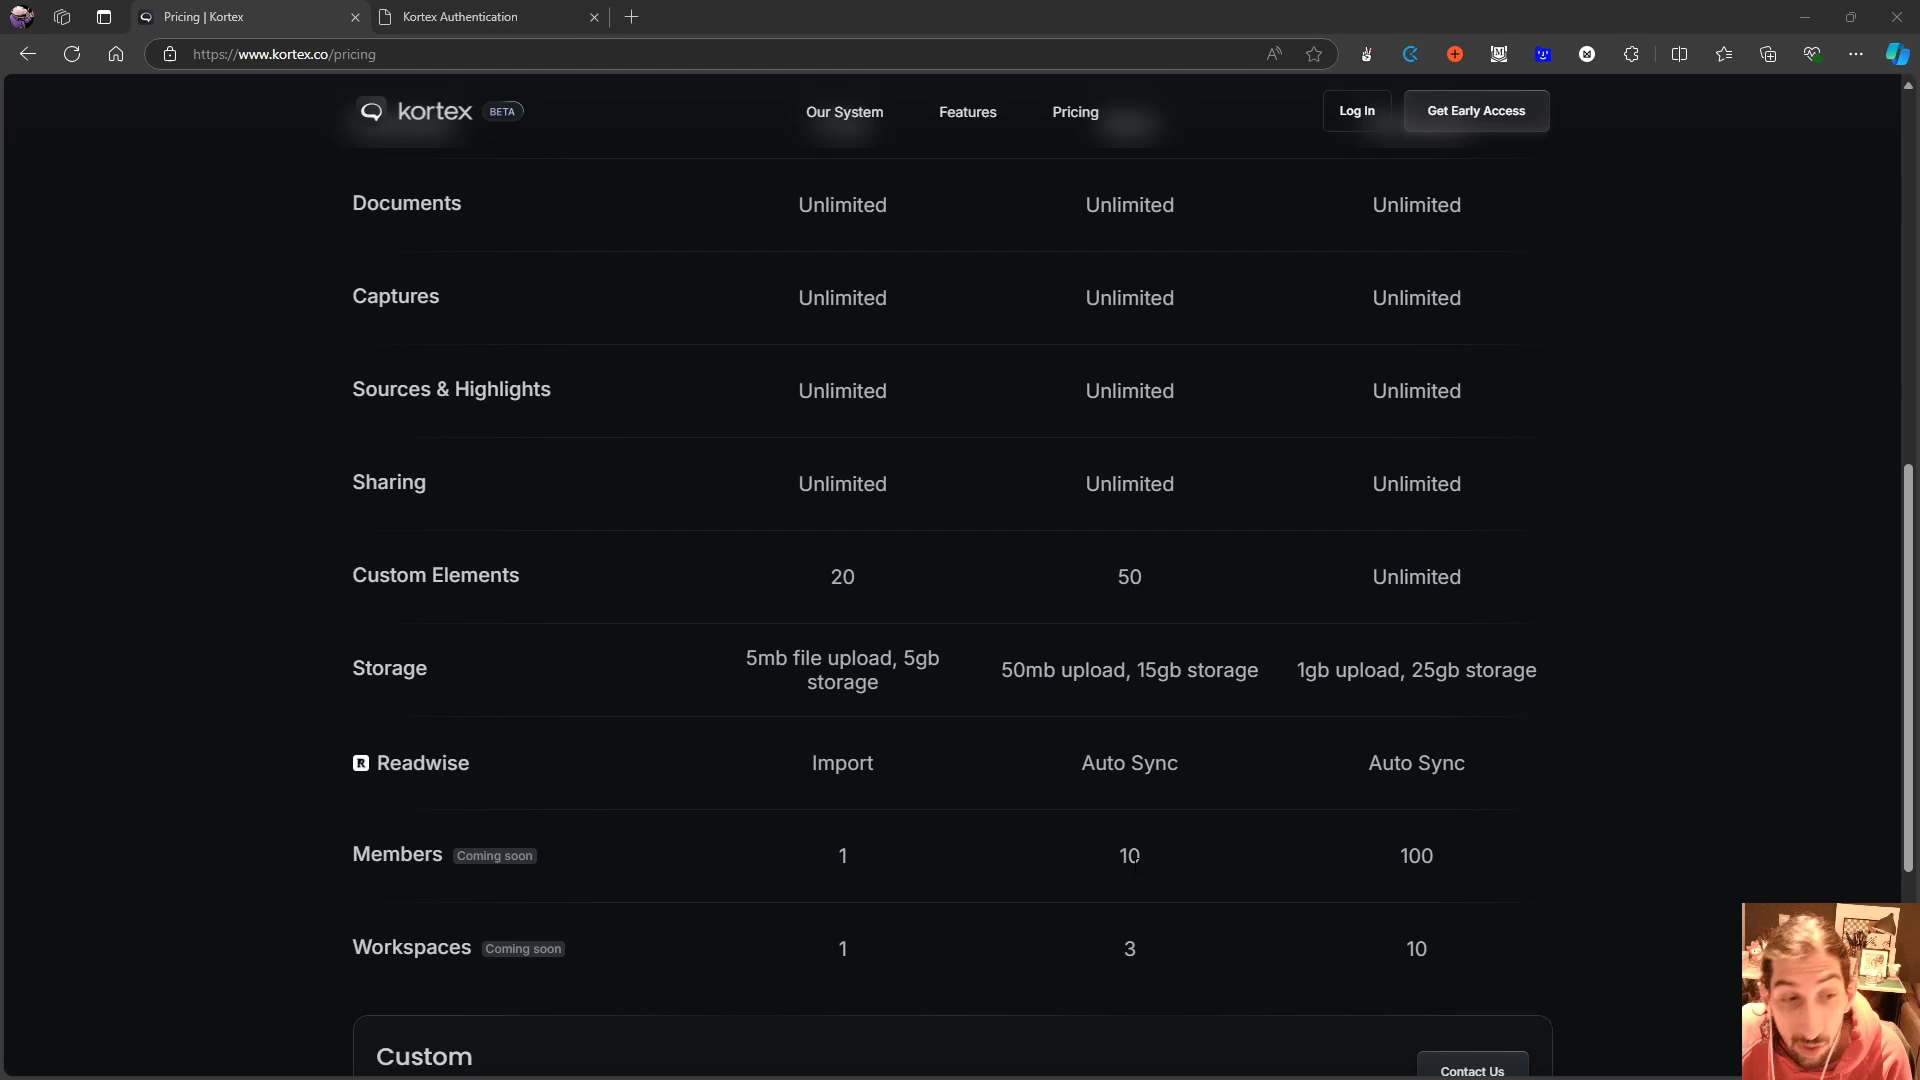 Pricing | Kortex
Kortex Authentication
https://www.kortex.co/pricing
kortex BETA
Our System
Features
Pricing
Log In
Get Early Access
Documents Unlimited Unlimited Unlimited
Captures Unlimited Unlimited Unlimited
Sources & Highlights Unlimited Unlimited Unlimited
Sharing Unlimited Unlimited Unlimited
Custom Elements 20 50 Unlimited
Storage
5mb file upload, 5gb
storage
50mb upload, 15gb storage
1gb upload, 25gb storage
R Readwise Import Auto Sync Auto Sync
Members Coming soon 1 10 100
Workspaces Coming soon 1 3 10
Custom
Contact Us